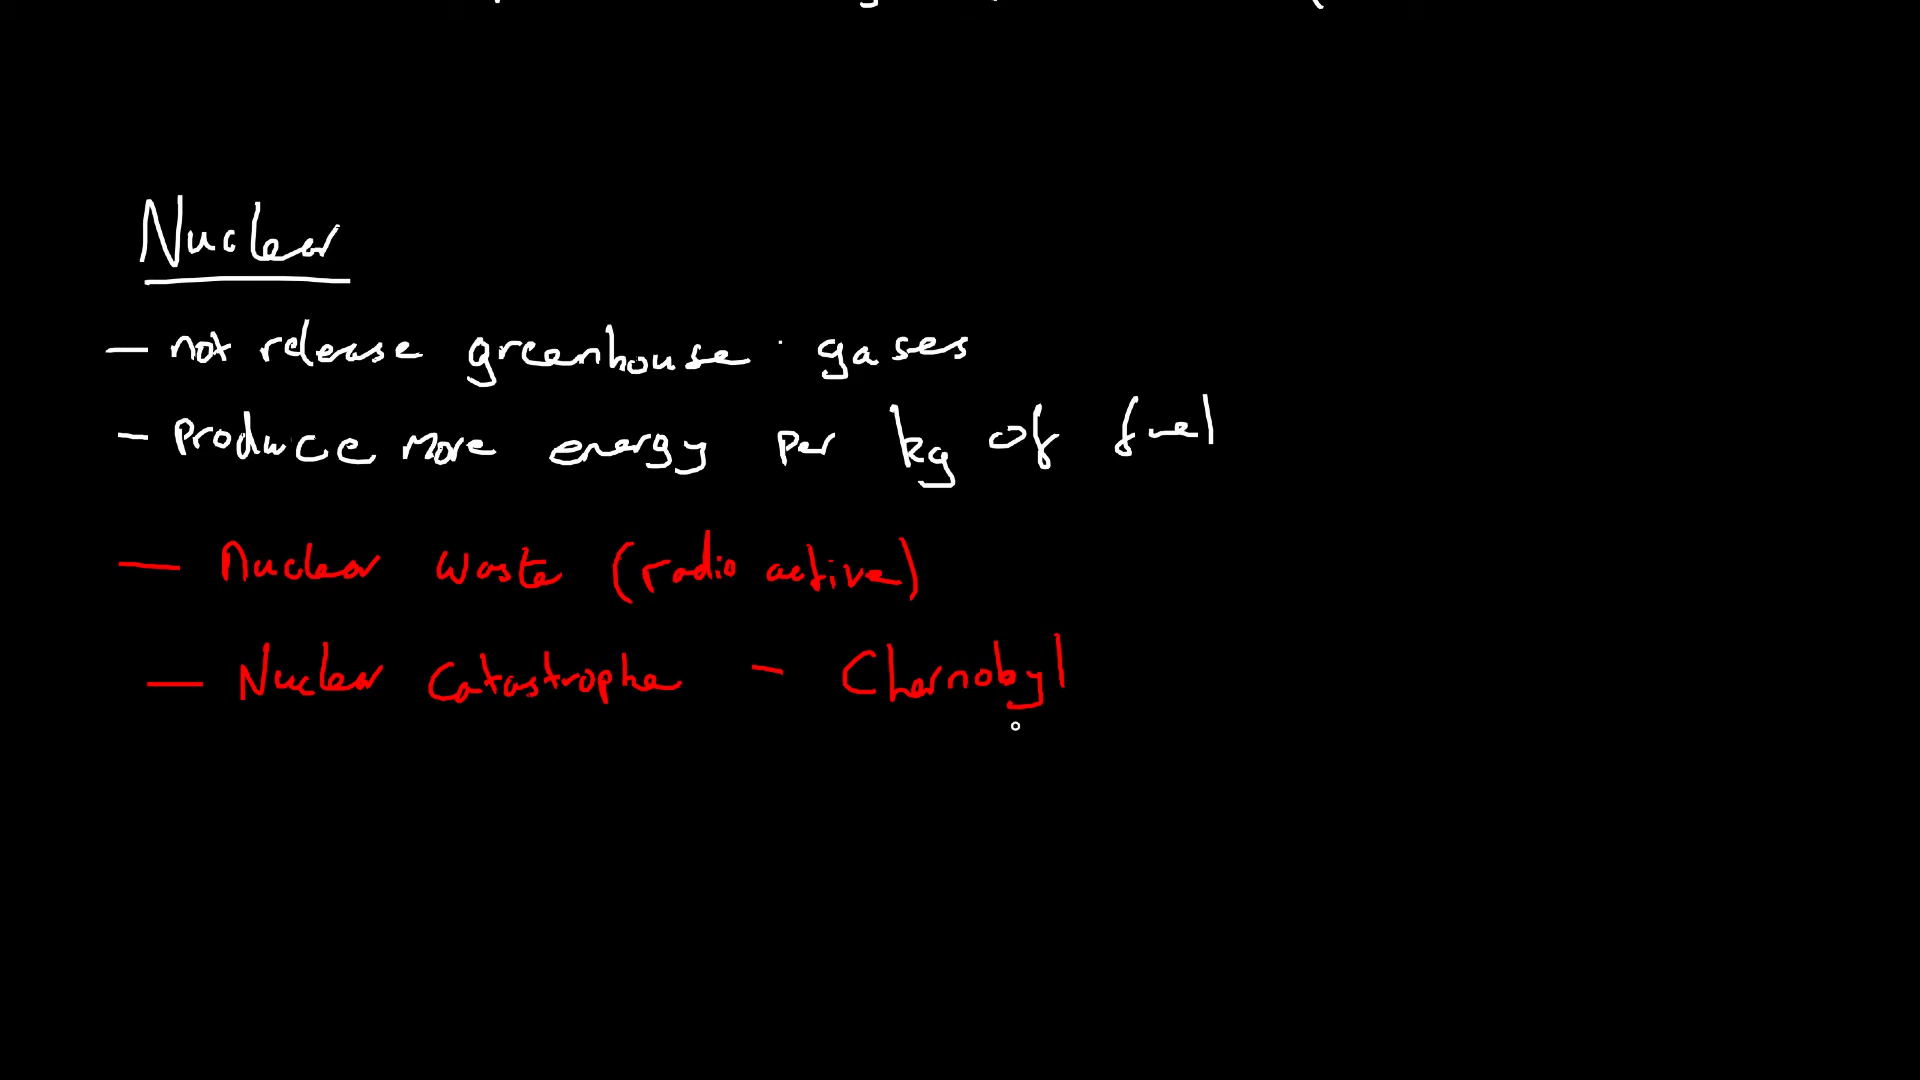 Nuclear
- not release greenhouse gases
- produce more energy per kg of fuel
- Nuclear waste (radio active)
- Nuclear Catastrophe - Chernobyl